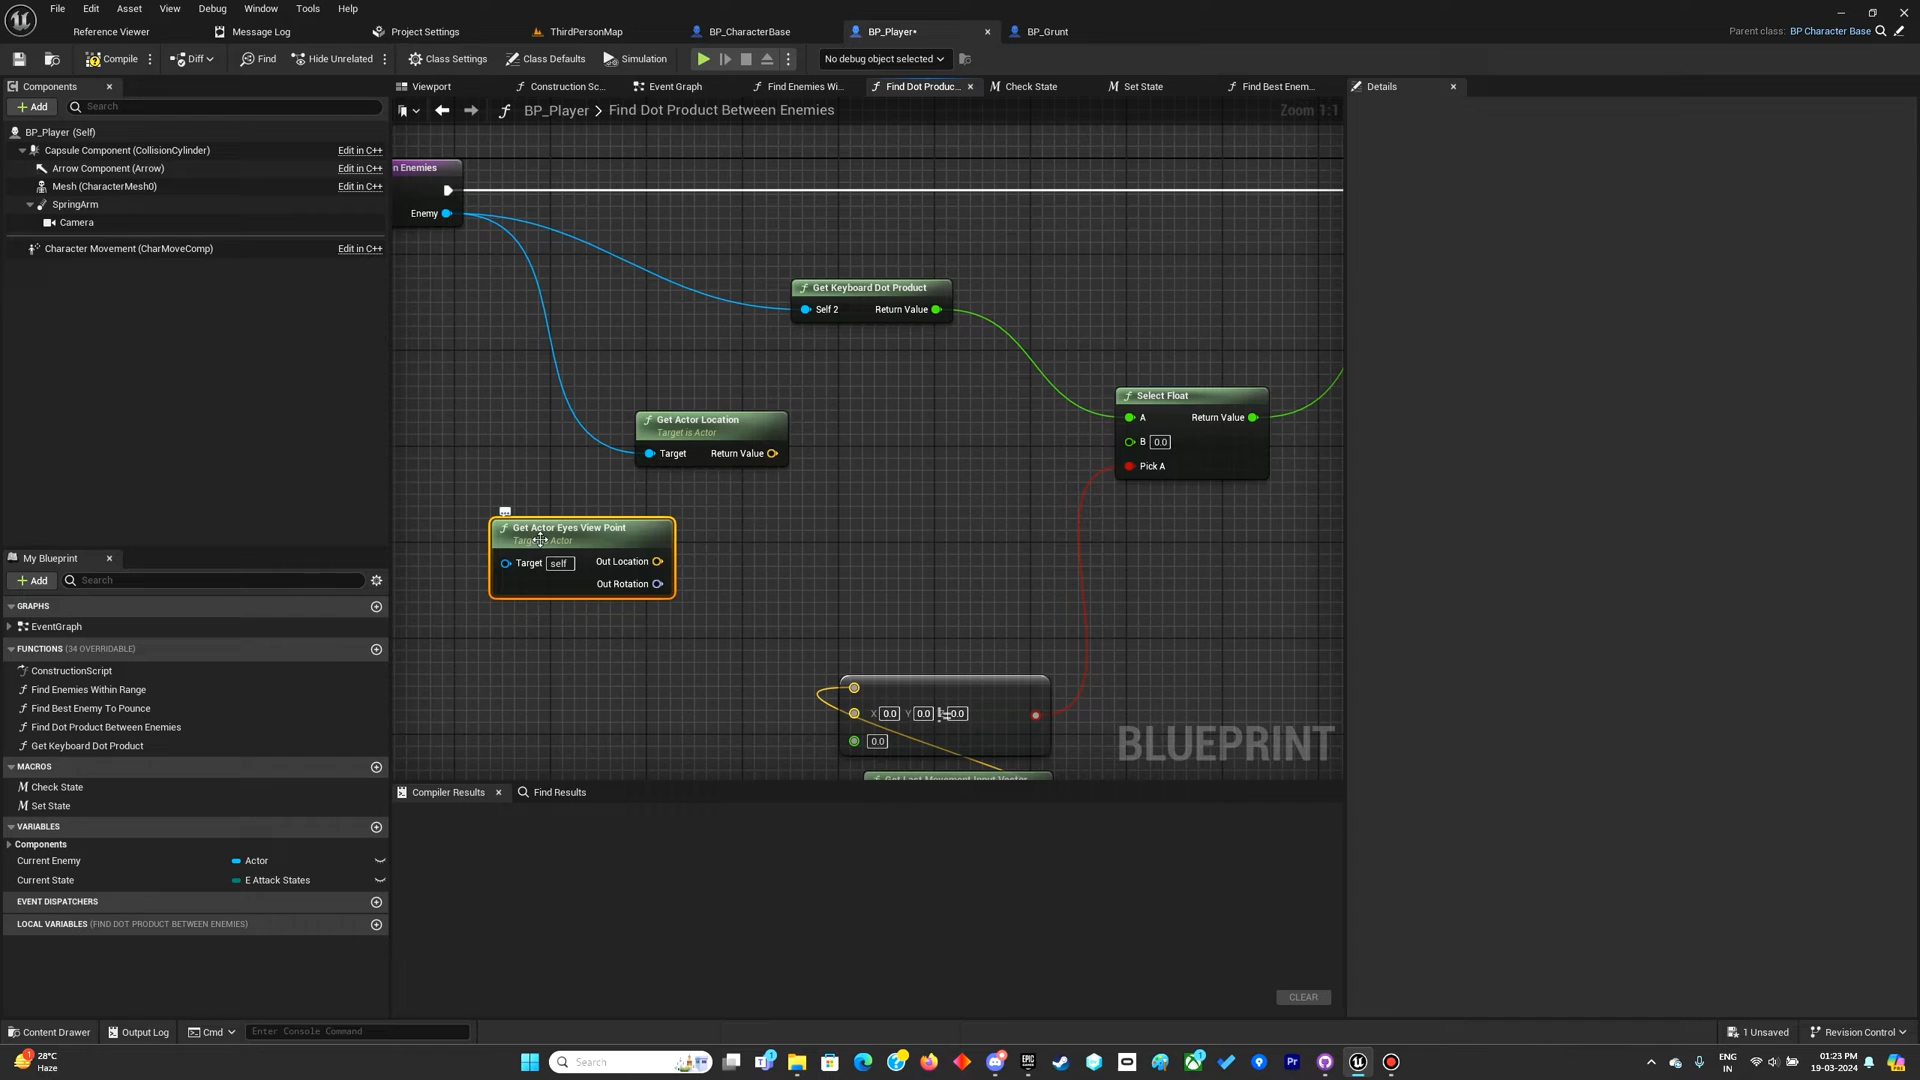 File Edit Asset View Debug Window Tools Help
Reference Viewer Message Log Project Settings ThirdPersonMap BP_CharacterBase BP_Player• BP_Grunt Parent class: BP Character Base
Compile Diff Find Hide Unrelated Class Settings Class Defaults Simulation No debug object selected
Components Viewport Construction Sc... Event Graph Find Enemies Wi... Find Dot Produc... Check State Set State Find Best Enem... Details
Add Search
BP_Player > Find Dot Product Between Enemies Zoom 1:1
BP_Player (Self)
Capsule Component (CollisionCylinder) Edit in C++
Arrow Component (Arrow) Edit in C++
Mesh (CharacterMesh0) Edit in C++
SpringArm
Camera
Character Movement (CharMoveComp) Edit in C++
n Enemies
Enemy
Get Keyboard Dot Product
Self 2 Return Value
Select Float
A Return Value
B 0.0
Pick A
Get Actor Location
Target is Actor
Target Return Value
Get Actor Eyes View Point
Target self Out Location
Out Rotation
X 0.0 Y 0.0 0.0
0.0
Get Last Movement Input Vector
BLUEPRINT
My Blueprint
Add Search
GRAPHS
EventGraph
FUNCTIONS (34 OVERRIDABLE)
ConstructionScript
Find Enemies Within Range
Find Best Enemy To Pounce
Find Dot Product Between Enemies
Get Keyboard Dot Product
MACROS
Check State
Set State
VARIABLES
Components
Current Enemy Actor
Current State E Attack States
EVENT DISPATCHERS
LOCAL VARIABLES (FIND DOT PRODUCT BETWEEN ENEMIES)
Compiler Results Find Results
CLEAR
Content Drawer Output Log Cmd Enter Console Command 1 Unsaved Revision Control
28°C
Haze
Search
ENG
IN
01:23 PM
19-03-2024